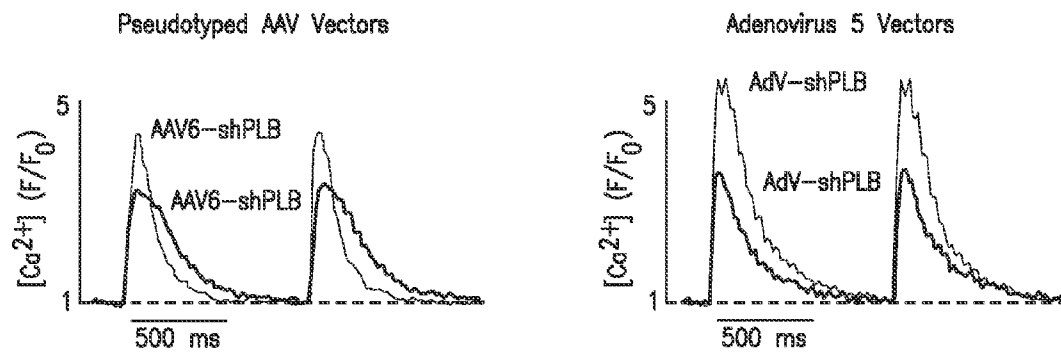 Pseudotyped AAV Vectors
5
[Ca2+] (F/F0)
1
AAV6-shPLB
AAV6-shPLB
500 ms
Adenovirus 5 Vectors
5
[Ca2+] (F/F0)
1
AdV-shPLB
AdV-shPLB
500 ms